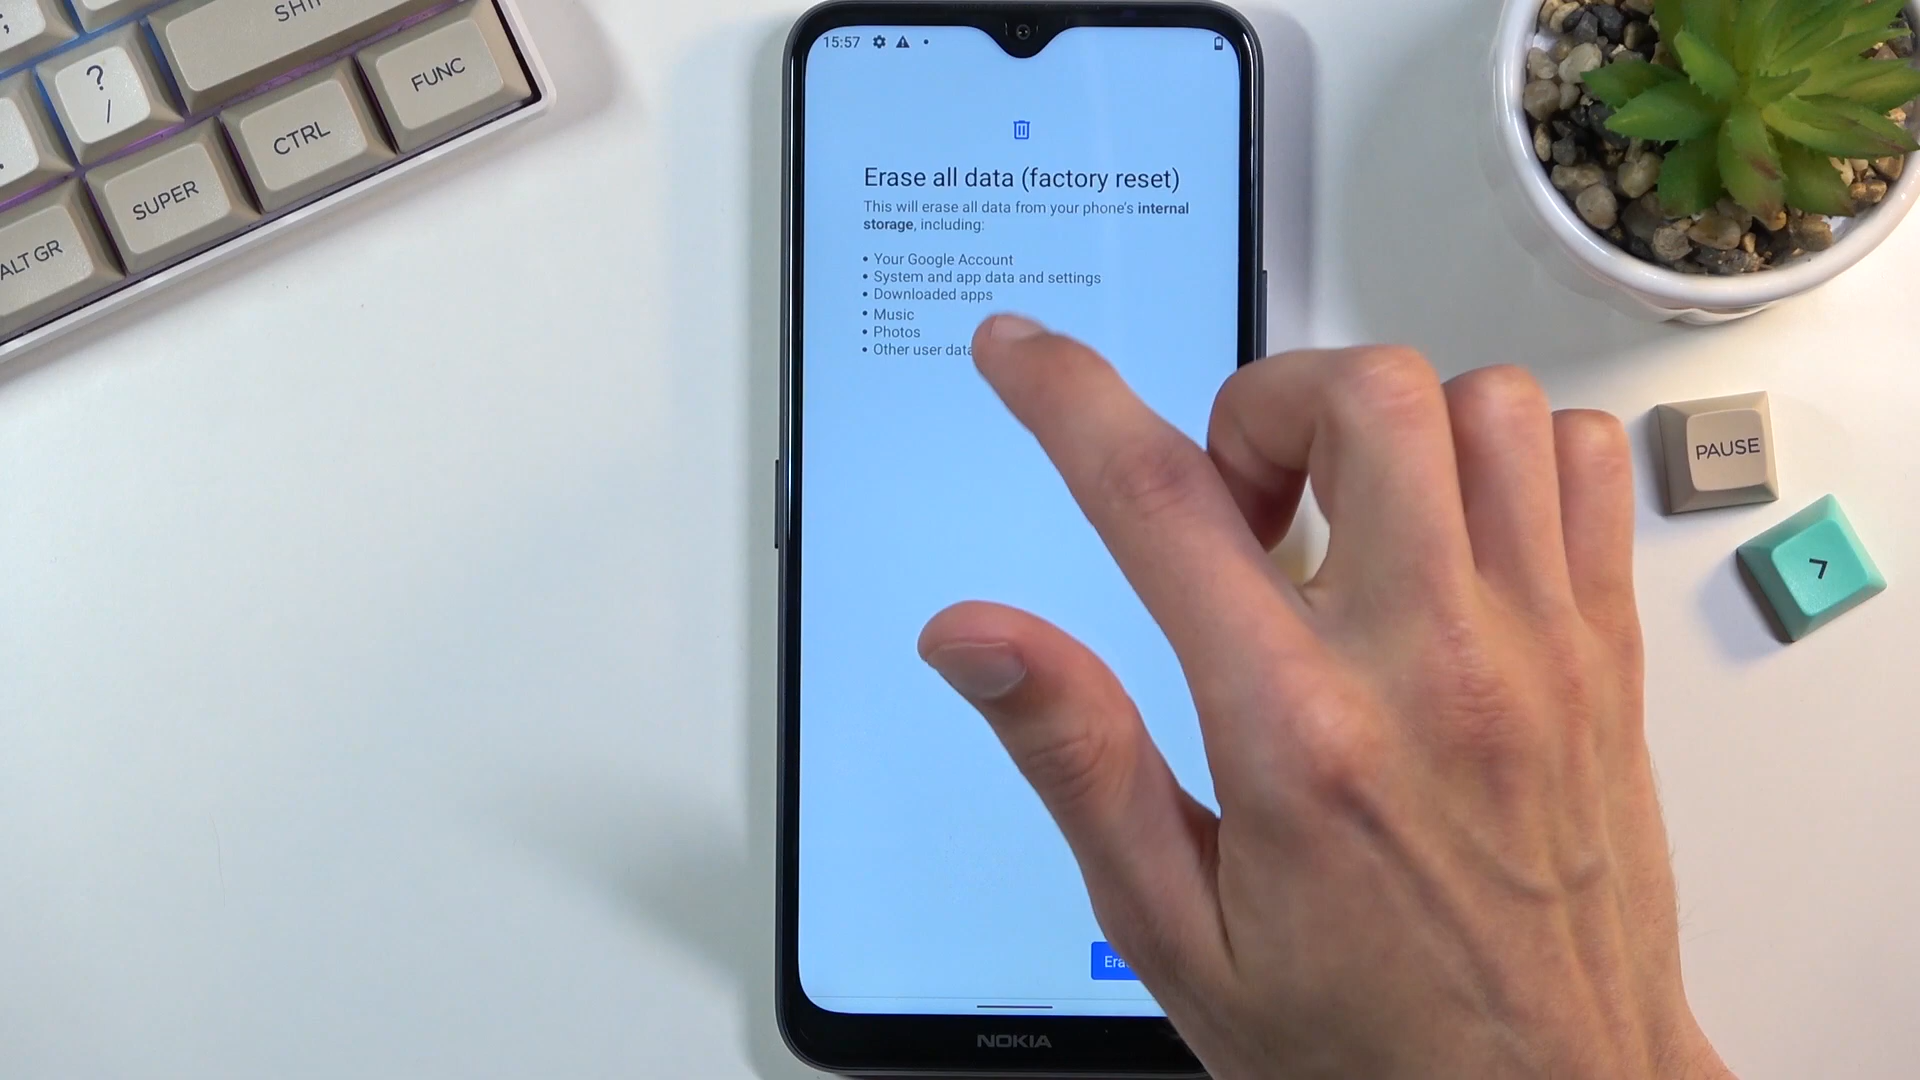 ?
/
FUNC
CTRL
SUPER
ALT GR
15:57
Erase all data (factory reset)
This will erase all data from your phone's internal
storage, including:
• Your Google Account
• System and app data and settings
• Downloaded apps
• Music
• Photos
• Other user data
NOKIA
PAUSE
>